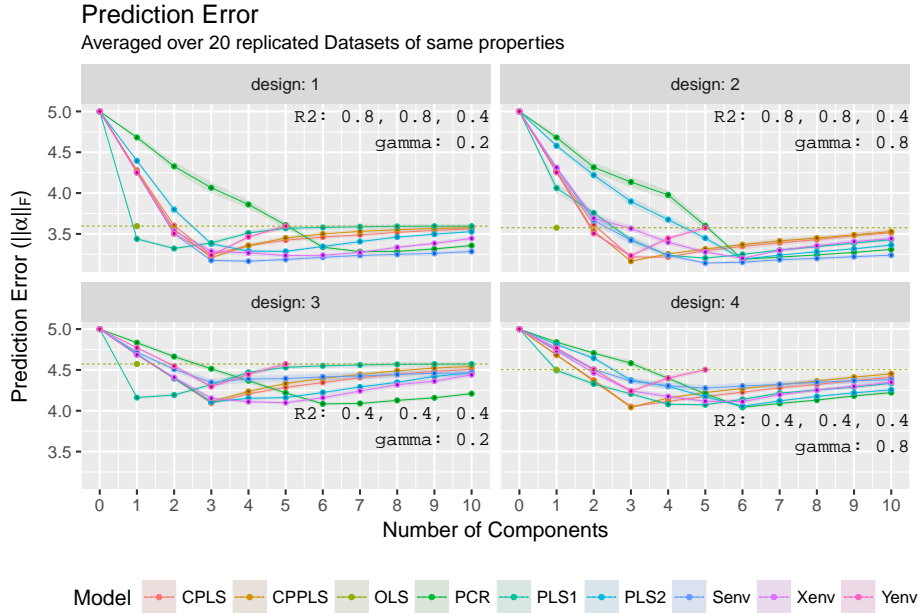 Prediction Error
Averaged over 20 replicated Datasets of same properties
design: 1
design: 2
R2: 0.8, 0.8, 0.4
gamma: 0.2
R2: 0.8, 0.8, 0.4
gamma: 0.8
5.0
4.5
4.0
3.5
design: 3
design: 4
R2: 0.4, 0.4, 0.4
gamma: 0.2
R2: 0.4, 0.4, 0.4
gamma: 0.8
5.0
4.5
4.0
3.5
Prediction Error (||α||F)
0 1 2 3 4 5 6 7 8 9 10
0 1 2 3 4 5 6 7 8 9 10
Number of Components
Model CPLS CPPLS OLS PCR PLS1 PLS2 Senv Xenv Yenv